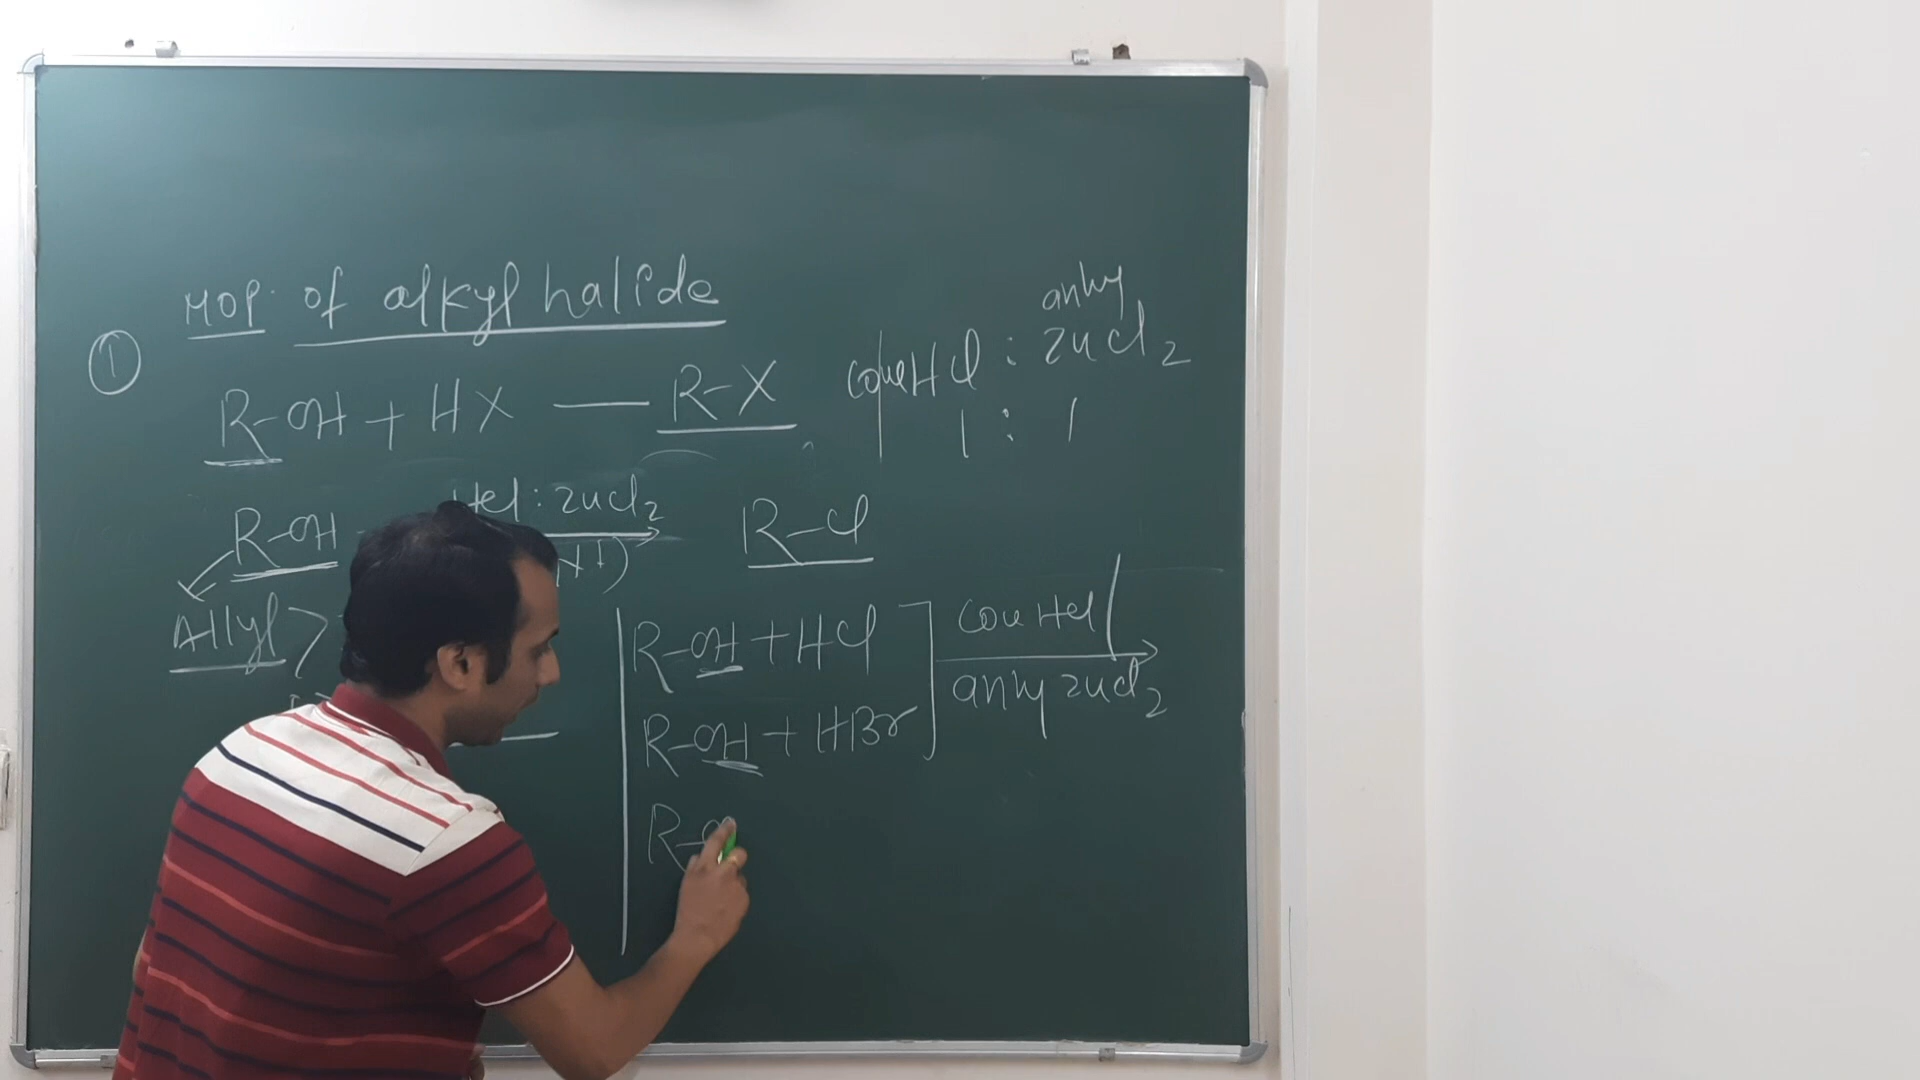 MOP. of alkyl halide
①
R-OH + HX — R-X
anhy
conc HCl : ZnCl2
1 : 1
R-OH HCl : ZnCl2 R-Cl
Allyl >
R-OH + HCl
conc HCl
anhy ZnCl2
R-OH + HBr
R-O